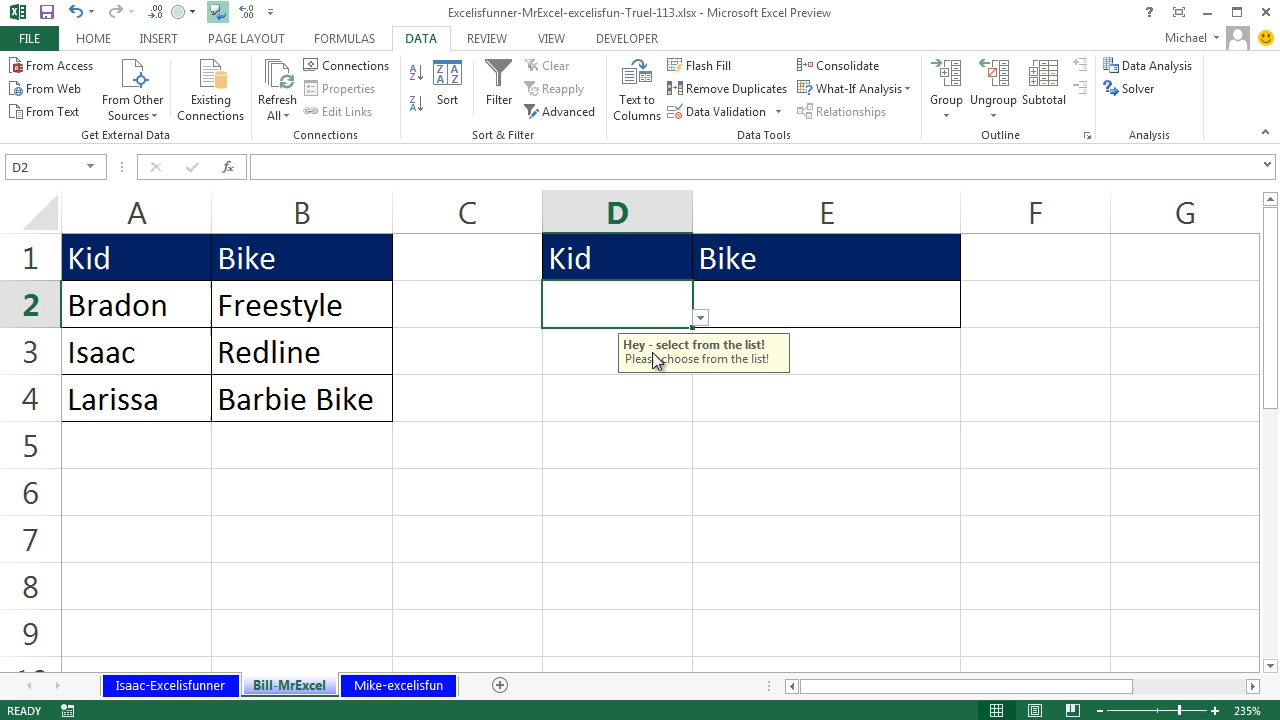 Excelisfunner-MrExcel-excelisfun-Truel-113.xlsx - Microsoft Excel Preview
FILE HOME INSERT PAGE LAYOUT FORMULAS DATA REVIEW VIEW DEVELOPER Michael
From Access
From Web
From Text
From Other Sources
Existing Connections
Get External Data
Refresh All
Connections
Properties
Edit Links
Connections
Sort
Filter
Clear
Reapply
Advanced
Sort & Filter
Text to Columns
Flash Fill
Remove Duplicates
Data Validation
Consolidate
What-If Analysis
Relationships
Data Tools
Group
Ungroup
Subtotal
Outline
Data Analysis
Solver
Analysis
D2 fx
A B C D E F G
1 Kid Bike Kid Bike
2 Bradon Freestyle
3 Isaac Redline
Hey - select from the list!
choose from the list!
4 Larissa Barbie Bike
5
6
7
8
9
Isaac-Excelisfunner Bill-MrExcel Mike-excelisfun
READY 235%